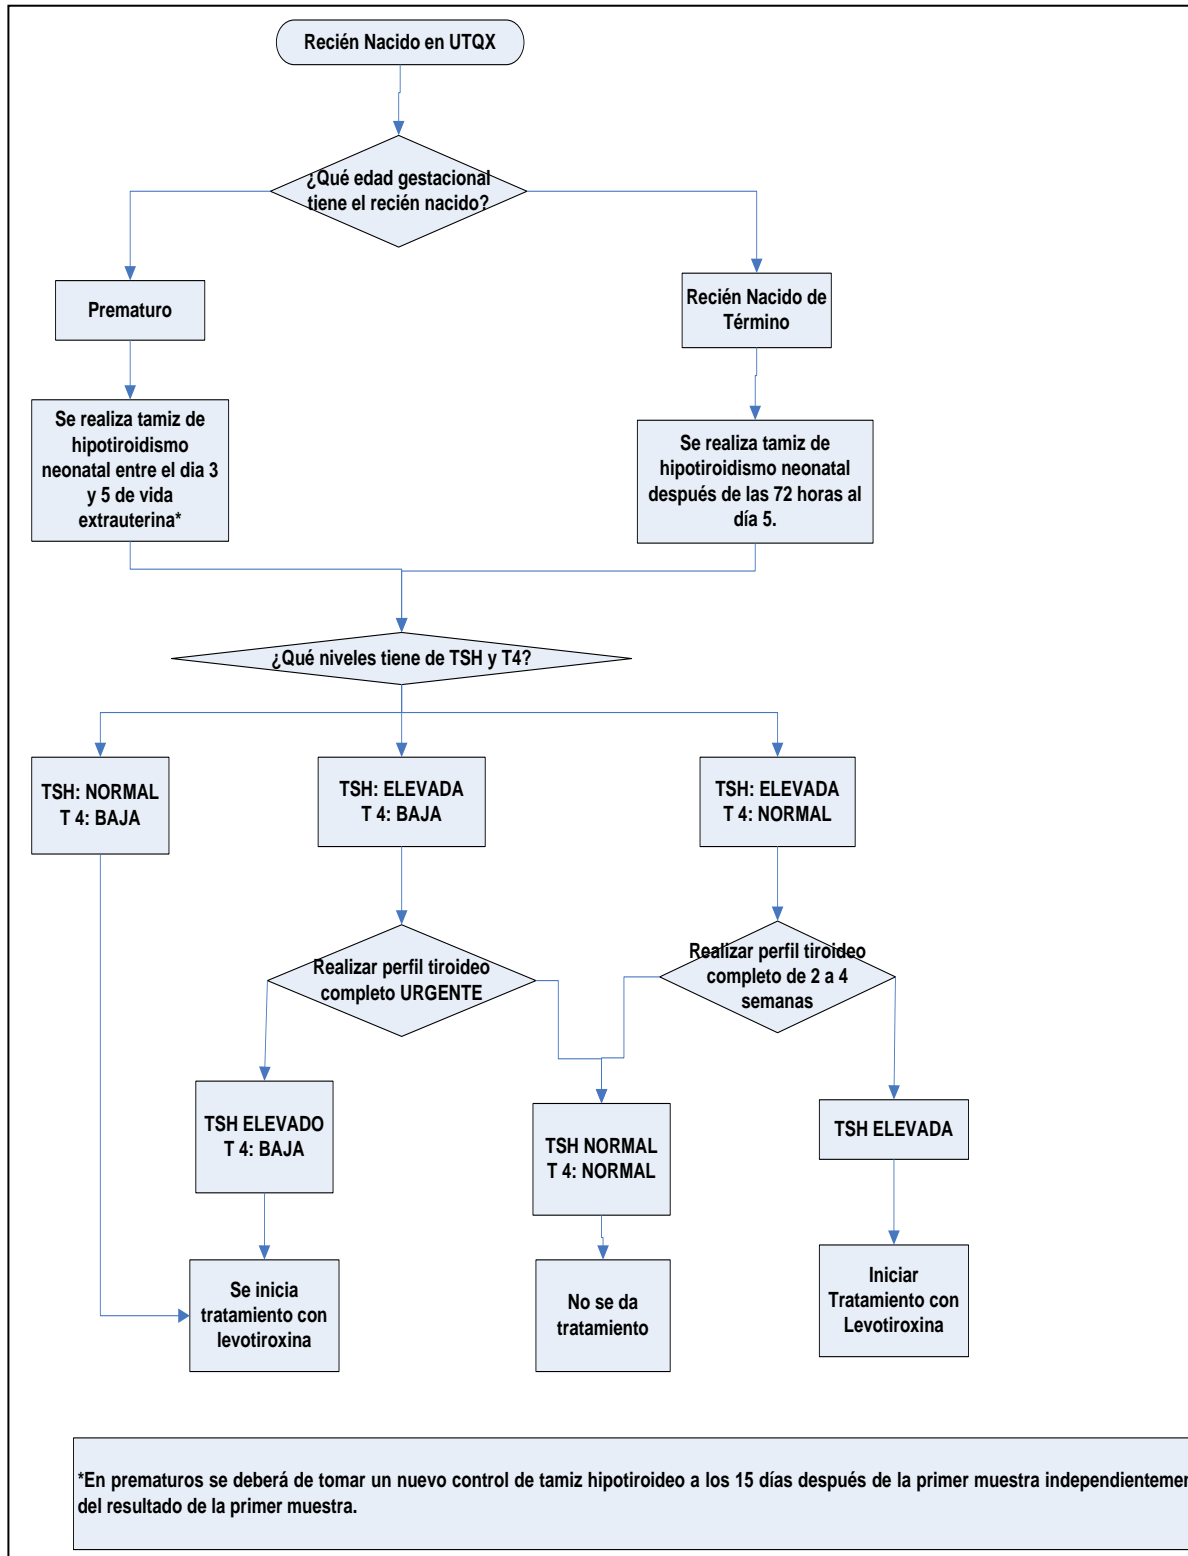 Recién Nacido en UTQX
¿Qué edad gestacional
tiene el recién nacido?
Prematuro
Recién Nacido de
Término
Se realiza tamiz de
hipotiroidismo
neonatal entre el dia 3
y 5 de vida
extrauterina*
Se realiza tamiz de
hipotiroidismo neonatal
después de las 72 horas al
día 5.
¿Qué niveles tiene de TSH y T4?
TSH: NORMAL
T 4: BAJA
TSH: ELEVADA
T 4: BAJA
TSH: ELEVADA
T 4: NORMAL
Realizar perfil tiroideo
completo URGENTE
Realizar perfil tiroideo
completo de 2 a 4
semanas
TSH ELEVADO
T 4: BAJA
TSH NORMAL
T 4: NORMAL
TSH ELEVADA
Se inicia
tratamiento con
levotiroxina
No se da
tratamiento
Iniciar
Tratamiento con
Levotiroxina
*En prematuros se deberá de tomar un nuevo control de tamiz hipotiroideo a los 15 días después de la primer muestra independientemen
del resultado de la primer muestra.